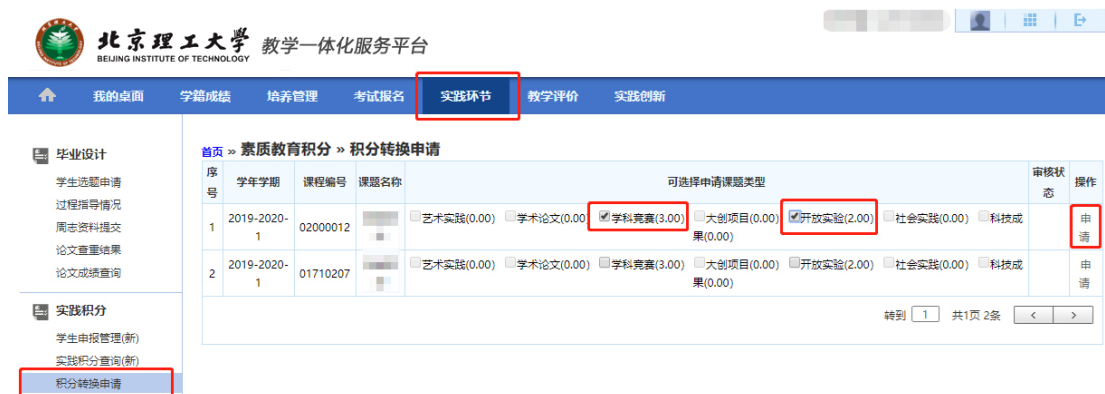 北京理工大学 教学一体化服务平台
BEIJING INSTITUTE OF TECHNOLOGY
我的桌面 学籍成绩 培养管理 考试报名 实践环节 教学评价 实践创新
毕业设计
学生选题申请
过程指导情况
周志资料提交
论文查重结果
论文成绩查询
实践积分
学生申报管理(新)
实践积分查询(新)
积分转换申请
首页 » 素质教育积分 » 积分转换申请
序号 学年学期 课程编号 课题名称 可选择申请课题类型 审核状态 操作
1 2019-2020-1 02000012 艺术实践(0.00) 学术论文(0.00) 学科竞赛(3.00) 大创项目(0.00) 开放实验(2.00) 社会实践(0.00) 科技成果(0.00) 申请
2 2019-2020-1 01710207 艺术实践(0.00) 学术论文(0.00) 学科竞赛(3.00) 大创项目(0.00) 开放实验(2.00) 社会实践(0.00) 科技成果(0.00) 申请
转到 1 共1页 2条 < >